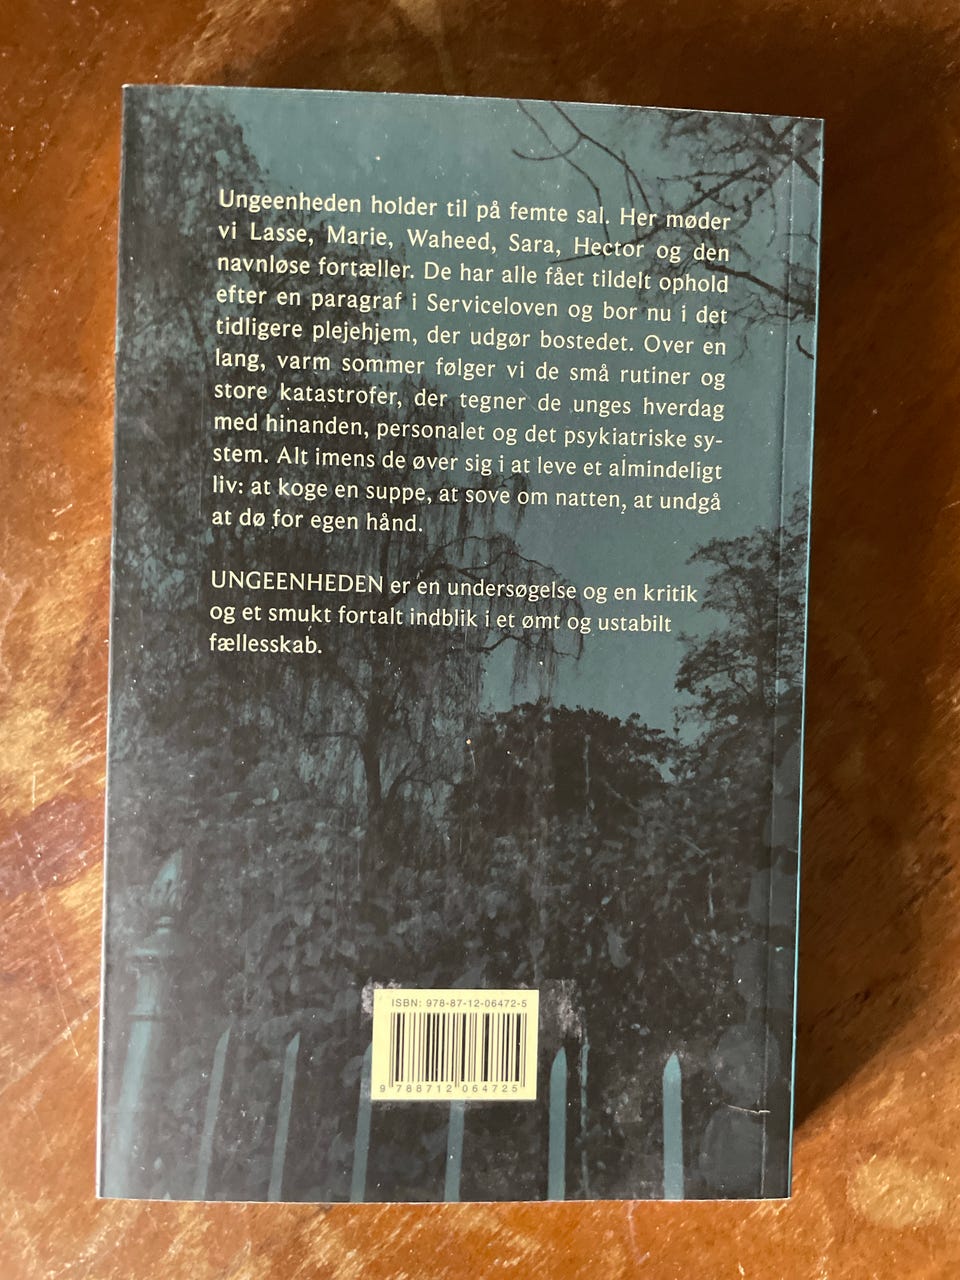 Ungeenheden holder til på femte sal. Her møder
vi Lasse, Marie, Waheed, Sara, Hector og den
navnløse fortæller. De har alle fået tildelt ophold
efter en paragraf i Serviceloven og bor nu i det
tidligere plejehjem, der udgør bostedet. Over en
lang, varm sommer følger vi de små rutiner og
store katastrofer, der tegner de unges hverdag
med hinanden, personalet og det psykiatriske sy-
stem. Alt imens de øver sig i at leve et almindeligt
liv: at koge en suppe, at sove om natten, at undgå
at dø for egen hånd.
UNGEENHEDEN er en undersøgelse og en kritik
og et smukt fortalt indblik i et ømt og ustabilt
fællesskab.
ISBN: 978-87-12-06472-5
9 788712 064725